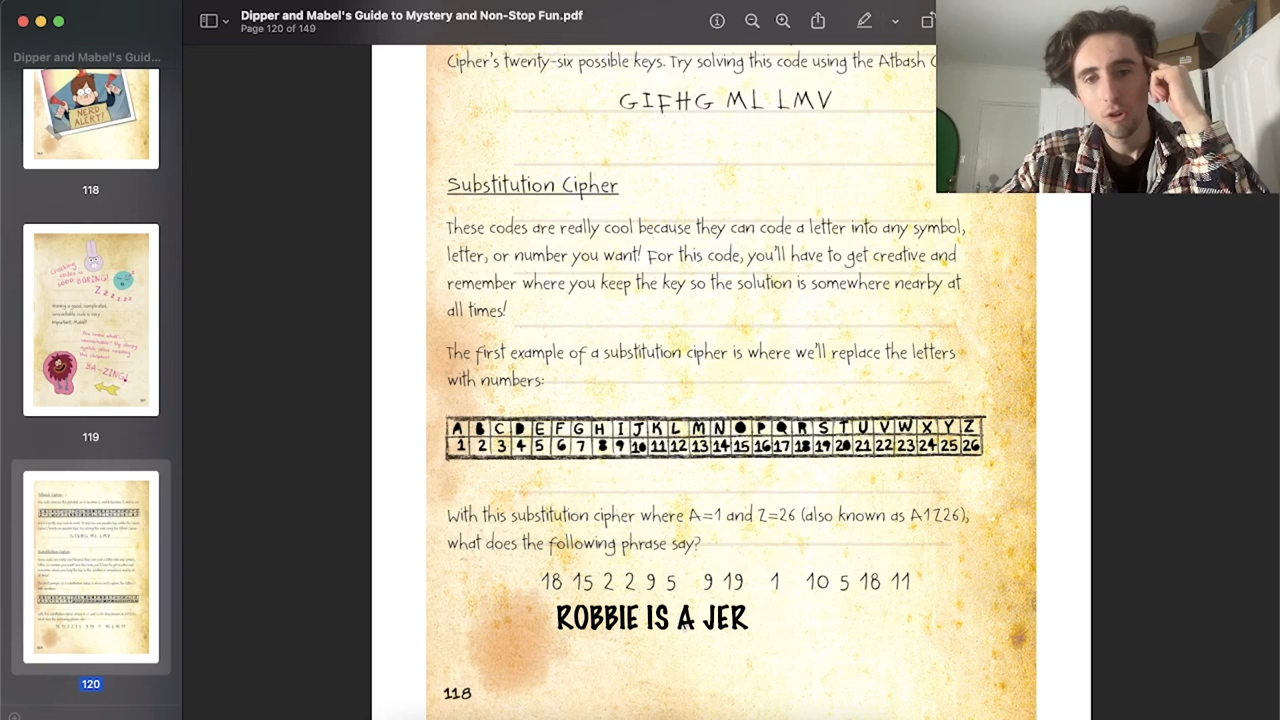 Dipper and Mabel's Guide to Mystery and Non-Stop Fun.pdf
Page 120 of 149
Dipper and Mabel's Guid...
NERD
ALERT!
118
119
120
Cipher's twenty-six possible keys. Try solving this code using the Atbash
GIFHG ML LMV
Substitution Cipher
These codes are really cool because they can code a letter into any symbol,
letter, or number you want! For this code, you'll have to get creative and
remember where you keep the key so the solution is somewhere nearby at
all times!
The first example of a substitution cipher is where we'll replace the letters
with numbers:
A B C D E F G H I J K L M N O P Q R S T U V W X Y Z
1 2 3 4 5 6 7 8 9 10 11 12 13 14 15 16 17 18 19 20 21 22 23 24 25 26
With this substitution cipher where A=1 and Z=26 (also known as A1Z26),
what does the following phrase say?
18 15 2 2 9 5 9 19 1 10 5 18 11
ROBBIE IS A JER
118